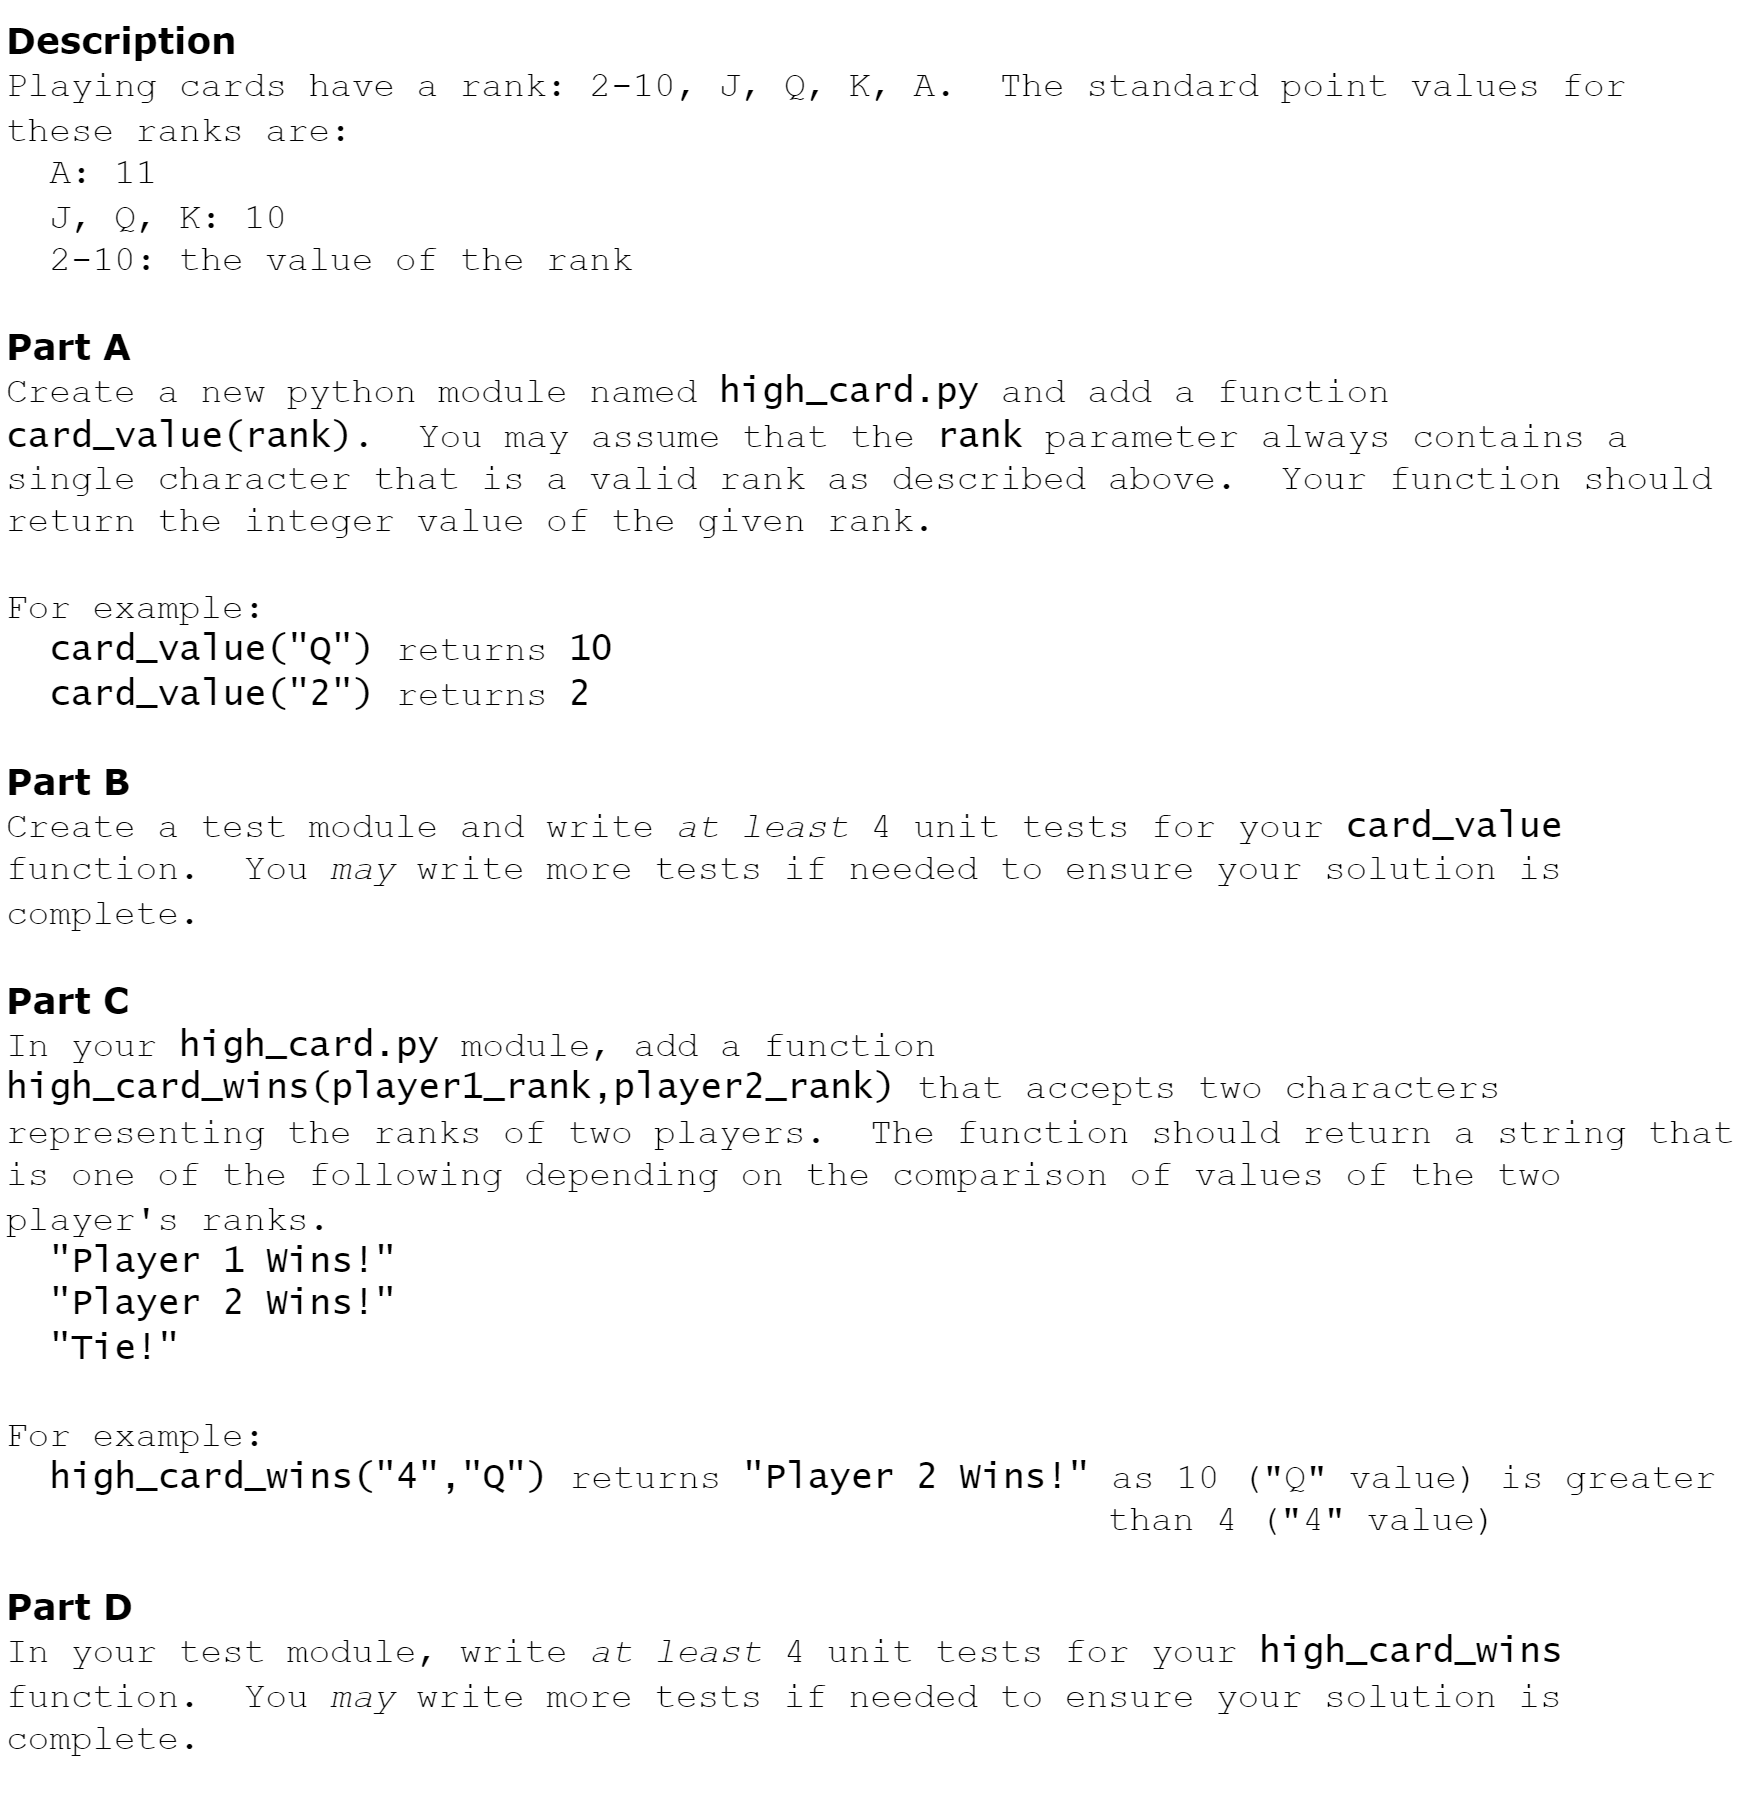 Description
Playing cards have a rank: 2-10, J, Q, K, A.  The standard point values for
these ranks are:
  A: 11
  J, Q, K: 10
  2-10: the value of the rank
Part A
Create a new python module named high_card.py and add a function
card_value(rank).  You may assume that the rank parameter always contains a
single character that is a valid rank as described above.  Your function should
return the integer value of the given rank.
For example:
  card_value("Q") returns 10
  card_value("2") returns 2
Part B
Create a test module and write at least 4 unit tests for your card_value
function.  You may write more tests if needed to ensure your solution is
complete.
Part C
In your high_card.py module, add a function
high_card_wins(player1_rank,player2_rank) that accepts two characters
representing the ranks of two players.  The function should return a string that
is one of the following depending on the comparison of values of the two
player's ranks.
  "Player 1 Wins!"
  "Player 2 Wins!"
  "Tie!"
For example:
  high_card_wins("4","Q") returns "Player 2 Wins!" as 10 ("Q" value) is greater
than 4 ("4" value)
Part D
In your test module, write at least 4 unit tests for your high_card_wins
function.  You may write more tests if needed to ensure your solution is
complete.